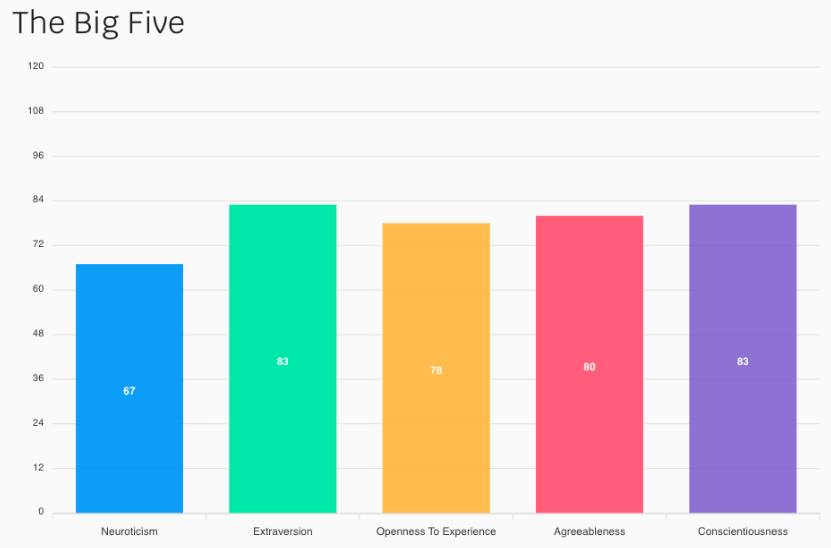 The Big Five
120
108
96
84
72
60
48
36
24
12
0
67
83
78
80
83
Neuroticism
Extraversion
Openness To Experience
Agreeableness
Conscientiousness